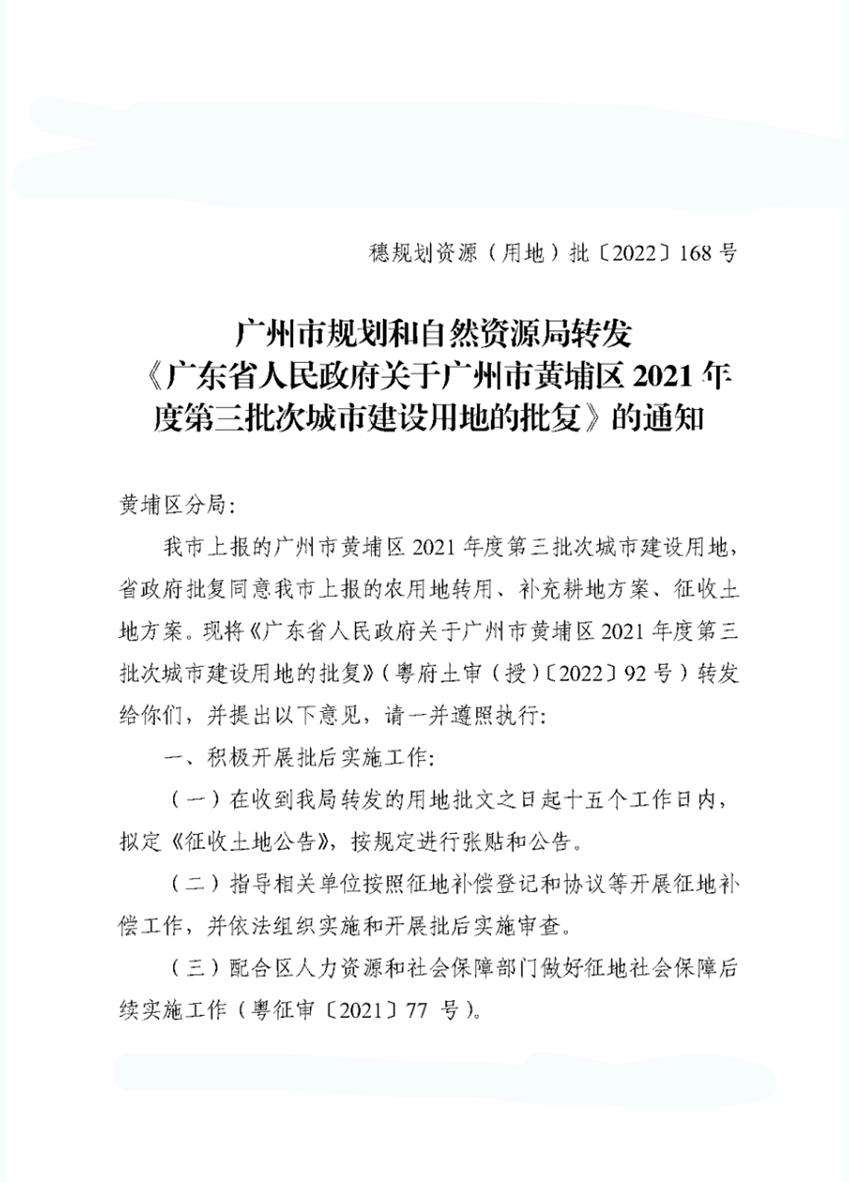 穗规划资源（用地）批〔2022〕168 号
广州市规划和自然资源局转发
《广东省人民政府关于广州市黄埔区 2021 年
度第三批次城市建设用地的批复》的通知
黄埔区分局：
我市上报的广州市黄埔区 2021 年度第三批次城市建设用地，
省政府批复同意我市上报的农用地转用、补充耕地方案、征收土
地方案。现将《广东省人民政府关于广州市黄埔区 2021 年度第三
批次城市建设用地的批复》（粤府土审（授）〔2022〕92 号）转发
给你们，并提出以下意见，请一并遵照执行：
一、积极开展批后实施工作：
（一）在收到我局转发的用地批文之日起十五个工作日内，
拟定《征收土地公告》，按规定进行张贴和公告。
（二）指导相关单位按照征地补偿登记和协议等开展征地补
偿工作，并依法组织实施和开展批后实施审查。
（三）配合区人力资源和社会保障部门做好征地社会保障后
续实施工作（粤征审〔2021〕77 号）。